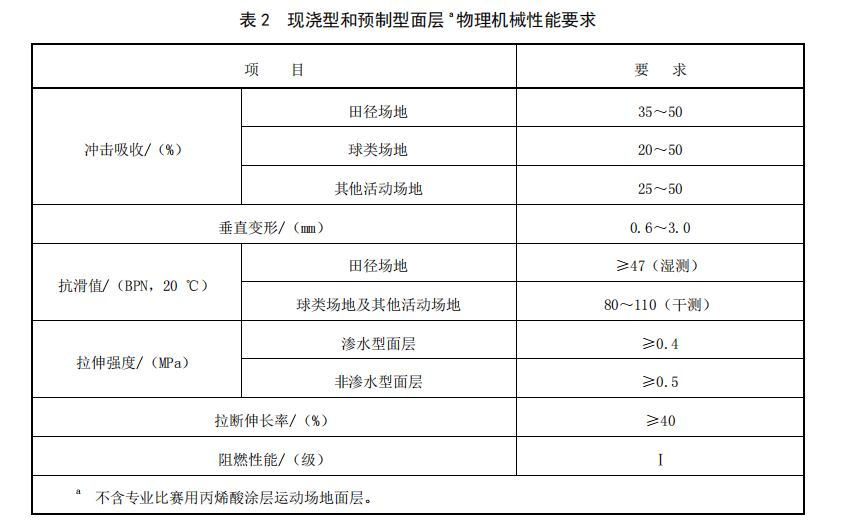 表 2 现浇型和预制型面层ᵃ物理机械性能要求
项 目 要 求
冲击吸收/（%） 田径场地 35～50
球类场地 20～50
其他活动场地 25～50
垂直变形/（mm） 0.6～3.0
抗滑值/（BPN，20 ℃） 田径场地 ≥47（湿测）
球类场地及其他活动场地 80～110（干测）
拉伸强度/（MPa） 渗水型面层 ≥0.4
非渗水型面层 ≥0.5
拉断伸长率/（%） ≥40
阻燃性能/（级） Ⅰ
ᵃ 不含专业比赛用丙烯酸涂层运动场地面层。